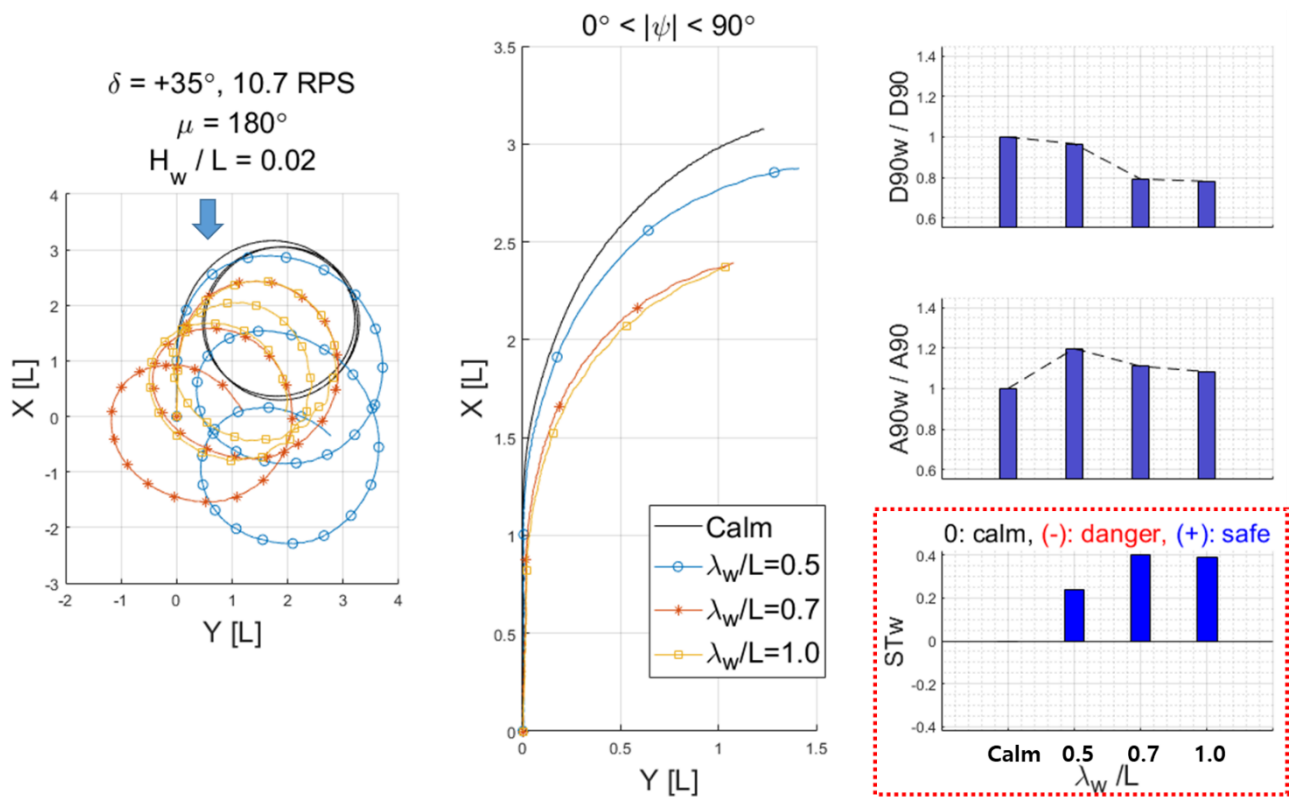 δ = +35°, 10.7 RPS
μ = 180°
H_w / L = 0.02
4
3
2
1
0
-1
-2
-3
-2
-1
0
1
2
3
4
X [L]
Y [L]
0° < |ψ| < 90°
3.5
3
2.5
2
1.5
1
0.5
0
0
0.5
1
1.5
X [L]
Y [L]
Calm
λ_w/L=0.5
λ_w/L=0.7
λ_w/L=1.0
1.4
1.2
1
0.8
0.6
D90w / D90
1.4
1.2
1
0.8
0.6
A90w / A90
0: calm, (-): danger, (+): safe
0.4
0.2
0
-0.2
-0.4
STw
Calm
0.5
0.7
1.0
λ_w /L